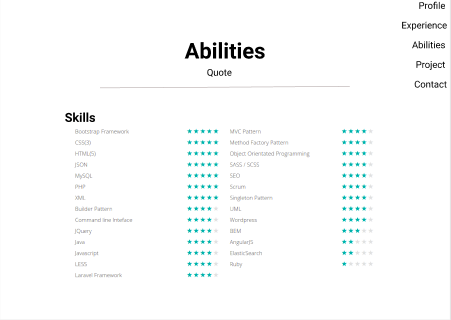 Profile
Experience
Abilities
Project
Contact
Abilities
Quote
Skills
Bootstrap Framework
CSS(3)
HTML(5)
JSON
MySQL
PHP
XML
Builder Pattern
Command line Inteface
JQuery
Java
Javascript
LESS
Laravel Framework
MVC Pattern
Method Factory Pattern
Object Orientated Programming
SASS / SCSS
SEO
Scrum
Singleton Pattern
UML
Wordpress
BEM
AngularJS
ElasticSearch
Ruby